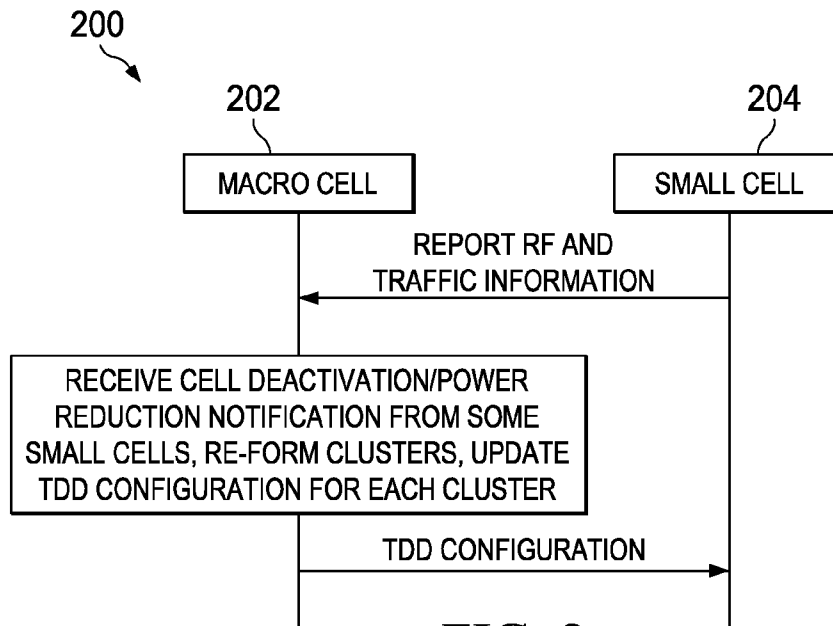 200
202
204
MACRO CELL
SMALL CELL
REPORT RF AND
TRAFFIC INFORMATION
RECEIVE CELL DEACTIVATION/POWER
REDUCTION NOTIFICATION FROM SOME
SMALL CELLS, RE-FORM CLUSTERS, UPDATE
TDD CONFIGURATION FOR EACH CLUSTER
TDD CONFIGURATION